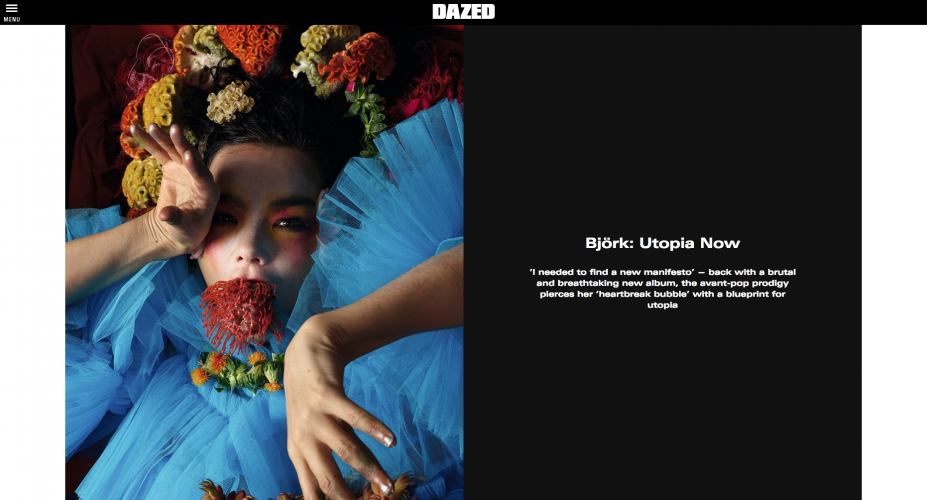 MENU
DAZED
Björk: Utopia Now
‘I needed to find a new manifesto’ – back with a brutal
and breathtaking new album, the avant-pop prodigy
pierces her ‘heartbreak bubble’ with a blueprint for
utopia